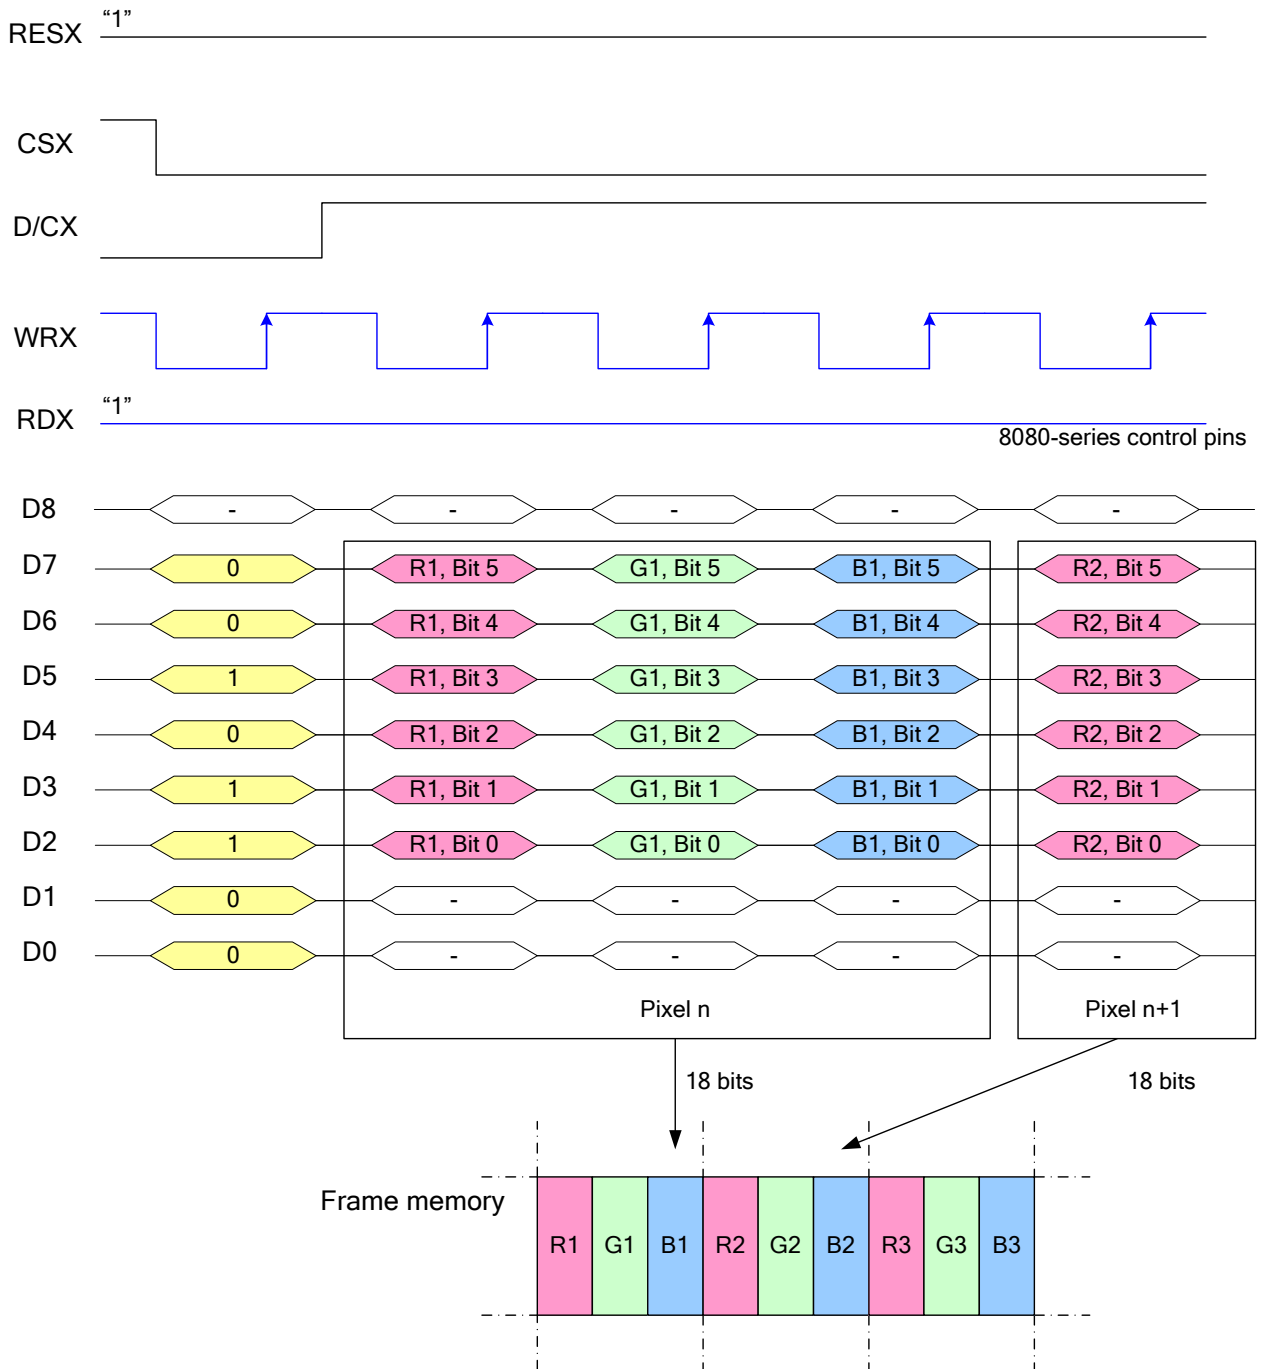 RESX “1”
CSX
D/CX
WRX
RDX “1”
8080-series control pins
D8 - - - - -
D7 0 R1, Bit 5 G1, Bit 5 B1, Bit 5 R2, Bit 5
D6 0 R1, Bit 4 G1, Bit 4 B1, Bit 4 R2, Bit 4
D5 1 R1, Bit 3 G1, Bit 3 B1, Bit 3 R2, Bit 3
D4 0 R1, Bit 2 G1, Bit 2 B1, Bit 2 R2, Bit 2
D3 1 R1, Bit 1 G1, Bit 1 B1, Bit 1 R2, Bit 1
D2 1 R1, Bit 0 G1, Bit 0 B1, Bit 0 R2, Bit 0
D1 0 - - - -
D0 0 - - - -
Pixel n Pixel n+1
18 bits 18 bits
Frame memory
R1 G1 B1 R2 G2 B2 R3 G3 B3